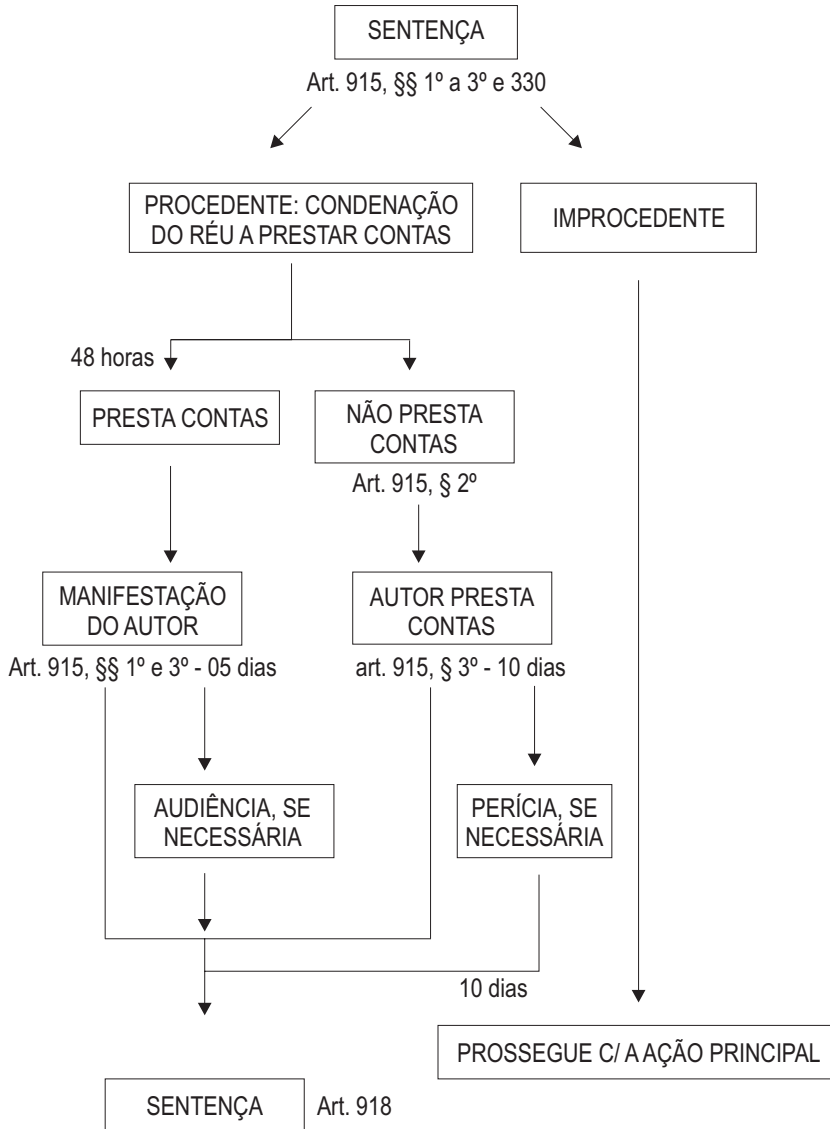 SENTENÇA
Art. 915, §§ 1º a 3º e 330
PROCEDENTE: CONDENAÇÃO
DO RÉU A PRESTAR CONTAS
IMPROCEDENTE
48 horas
PRESTA CONTAS
NÃO PRESTA
CONTAS
Art. 915, § 2º
MANIFESTAÇÃO
DO AUTOR
Art. 915, §§ 1º e 3º - 05 dias
AUTOR PRESTA
CONTAS
art. 915, § 3º - 10 dias
AUDIÊNCIA, SE
NECESSÁRIA
PERÍCIA, SE
NECESSÁRIA
10 dias
PROSSEGUE C/ A AÇÃO PRINCIPAL
SENTENÇA
Art. 918